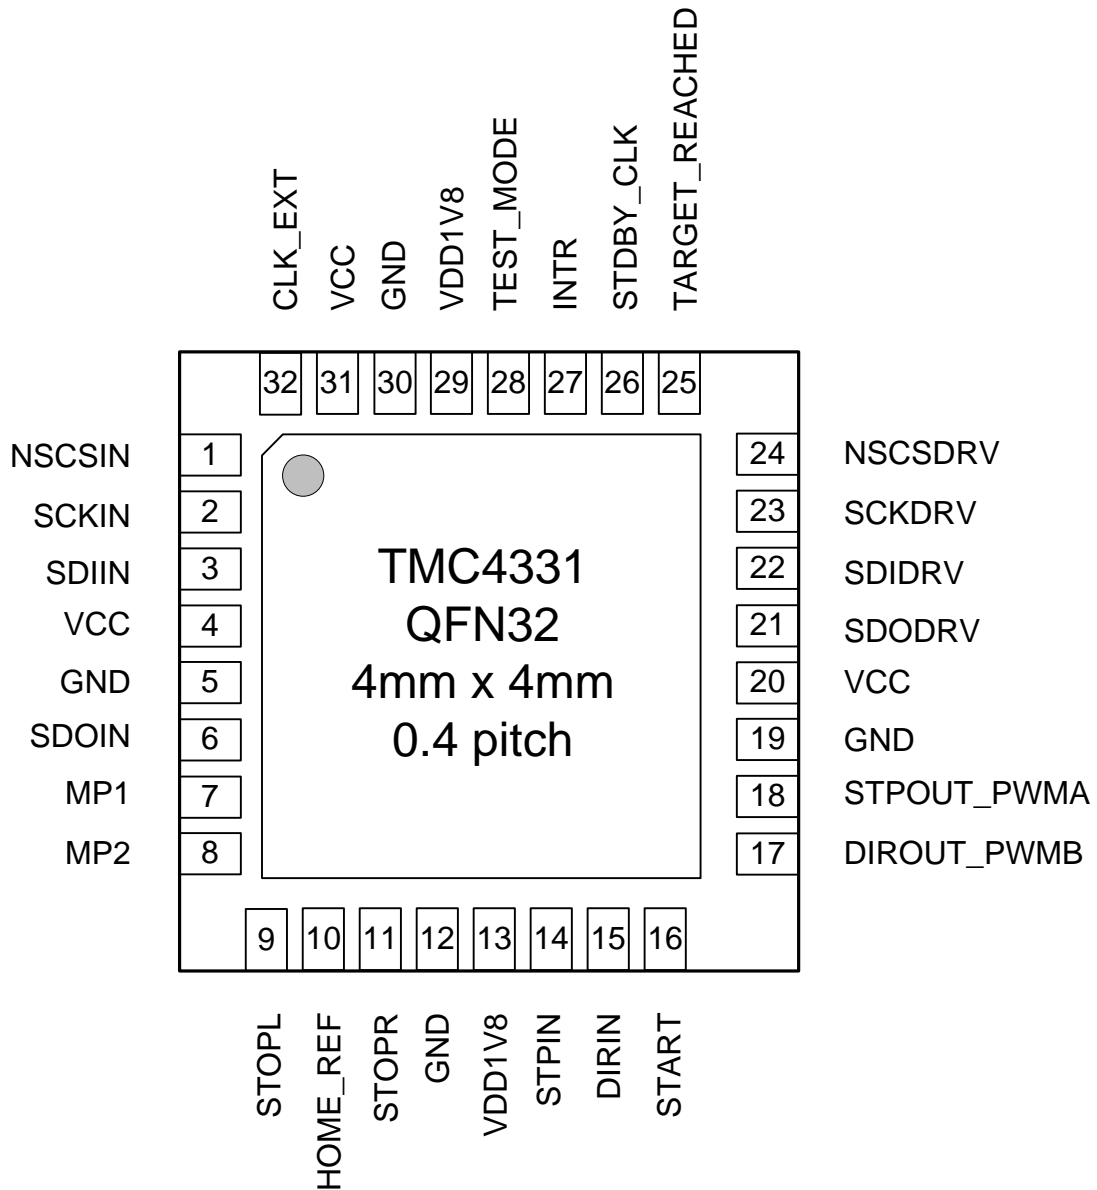 CLK_EXT
VCC
GND
VDD1V8
TEST_MODE
INTR
STDBY_CLK
TARGET_REACHED
32 31 30 29 28 27 26 25
NSCSIN 1
SCKIN 2
SDIIN 3
VCC 4
GND 5
SDOIN 6
MP1 7
MP2 8
TMC4331
QFN32
4mm x 4mm
0.4 pitch
24 NSCSDRV
23 SCKDRV
22 SDIDRV
21 SDODRV
20 VCC
19 GND
18 STPOUT_PWMA
17 DIROUT_PWMB
9 10 11 12 13 14 15 16
STOPL
HOME_REF
STOPR
GND
VDD1V8
STPIN
DIRIN
START